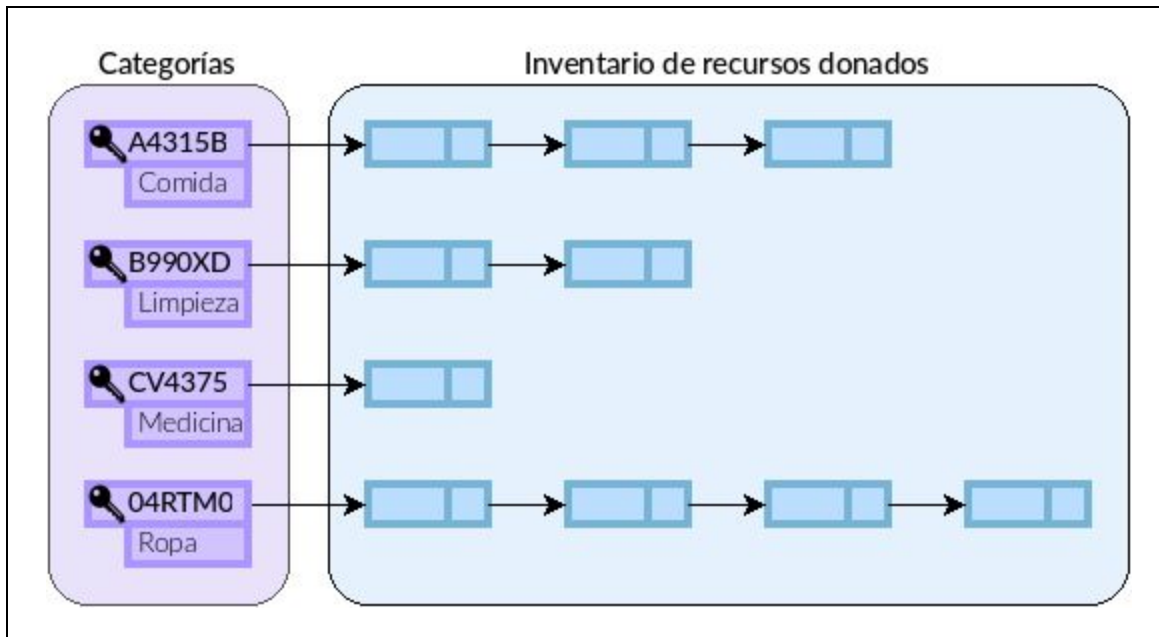 Categorías
Inventario de recursos donados
A4315B
Comida
B990XD
Limpieza
CV4375
Medicina
04RTM0
Ropa